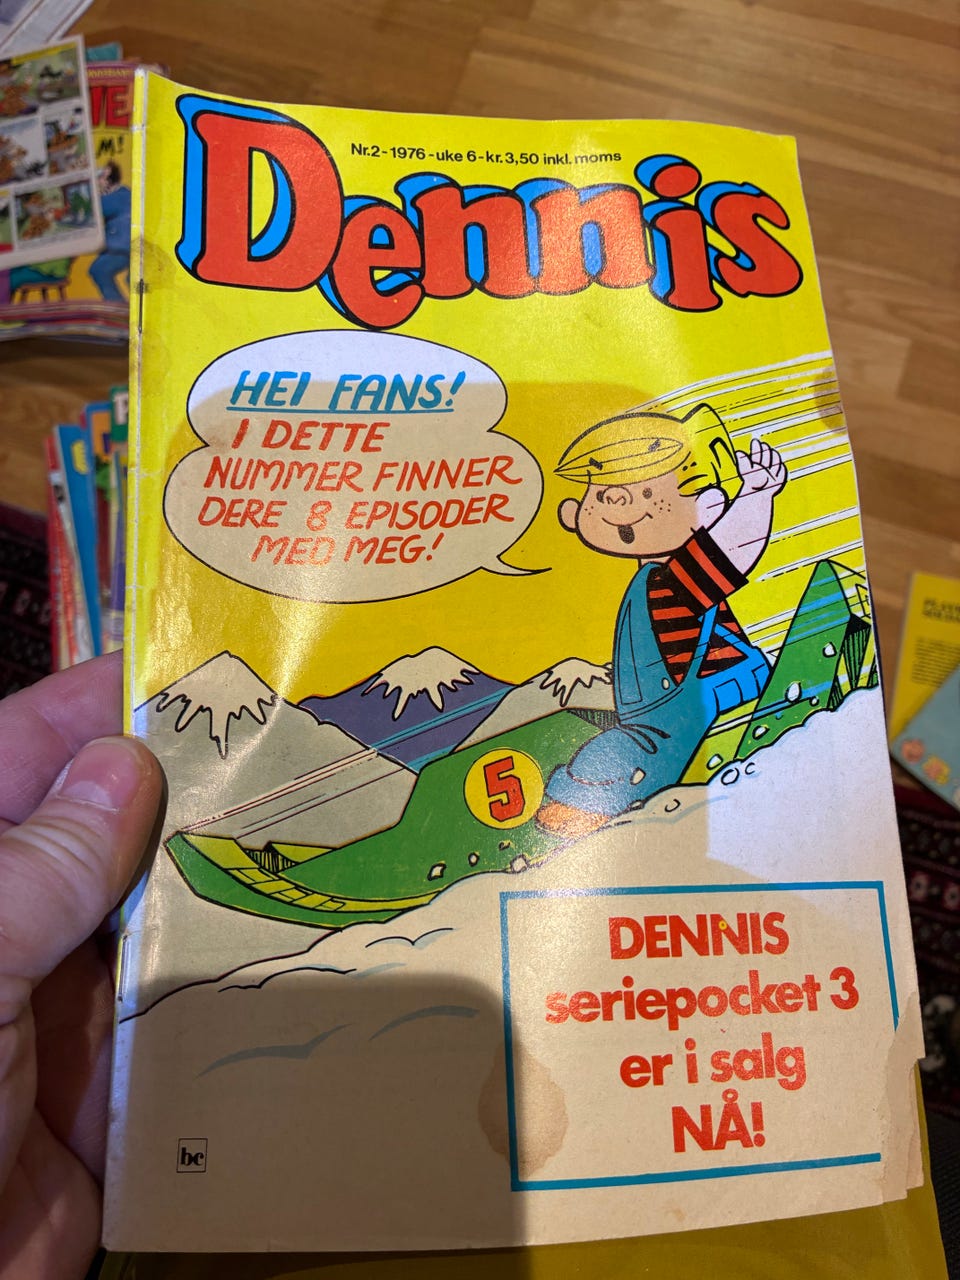 Nr.2-1976-uke 6-kr.3,50 inkl. moms
Dennis
HEI FANS!
I DETTE
NUMMER FINNER
DERE 8 EPISODER
MED MEG!
5
DENNIS
seriepocket 3
er i salg
NÅ!
bc